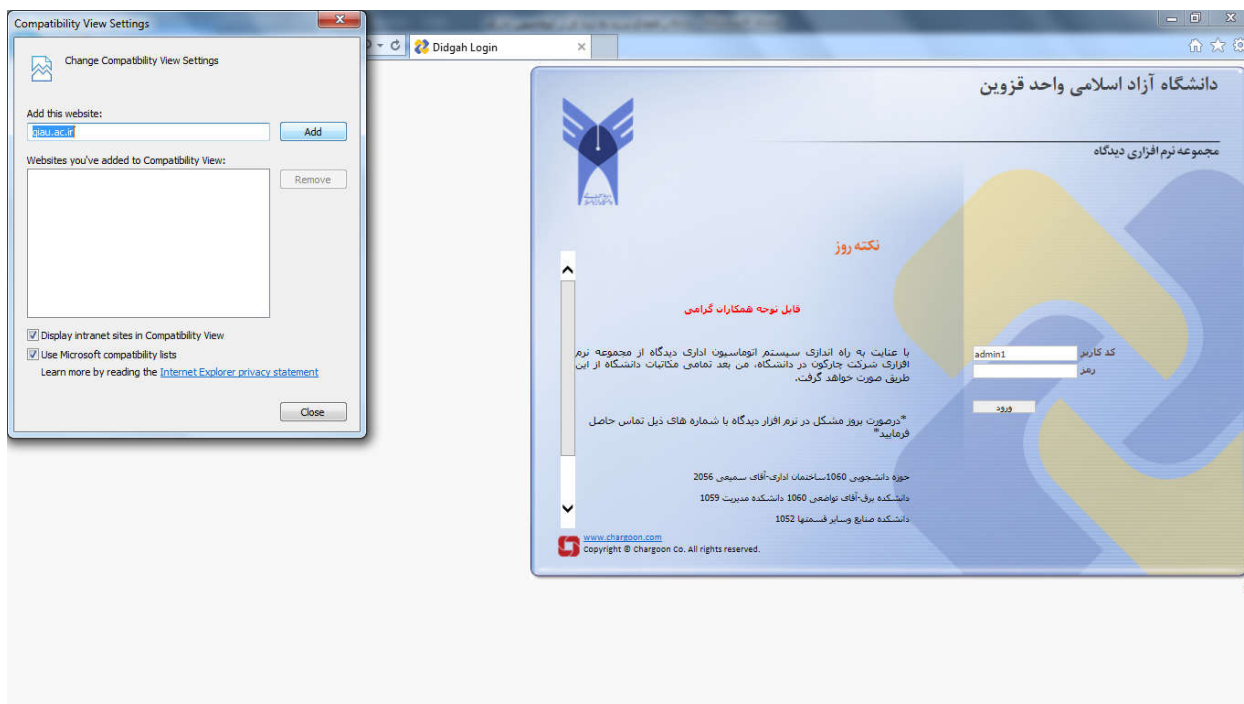 Compatibility View Settings
Change Compatibility View Settings
Add this website:
qiau.ac.ir
Add
Websites you've added to Compatibility View:
Remove
Display intranet sites in Compatibility View
Use Microsoft compatibility lists
Learn more by reading the Internet Explorer privacy statement
Close
Didgah Login
دانشگاه آزاد اسلامی واحد قزوین
مجموعه نرم افزاری دیدگاه
نکته روز
قابل توجه همکاران گرامی
با عنایت به راه اندازی سیستم اتوماسیون اداری دیدگاه از مجموعه نرم
افزاری شرکت چارگون در دانشگاه، من بعد تمامی مکاتبات دانشگاه از این
طریق صورت خواهد گرفت.
*درصورت بروز مشکل در نرم افزار دیدگاه با شماره های ذیل تماس حاصل
فرمایید*
حوزه دانشجویی 1060ساختمان اداری-آقای سمیعی 2056
دانشکده برق-آقای تواضعی 1060 دانشکده مدیریت 1059
دانشکده صنایع وسایر قسمتها 1052
کد کاربر admin1
رمز
ورود
www.chargoon.com
Copyright © Chargoon Co. All rights reserved.